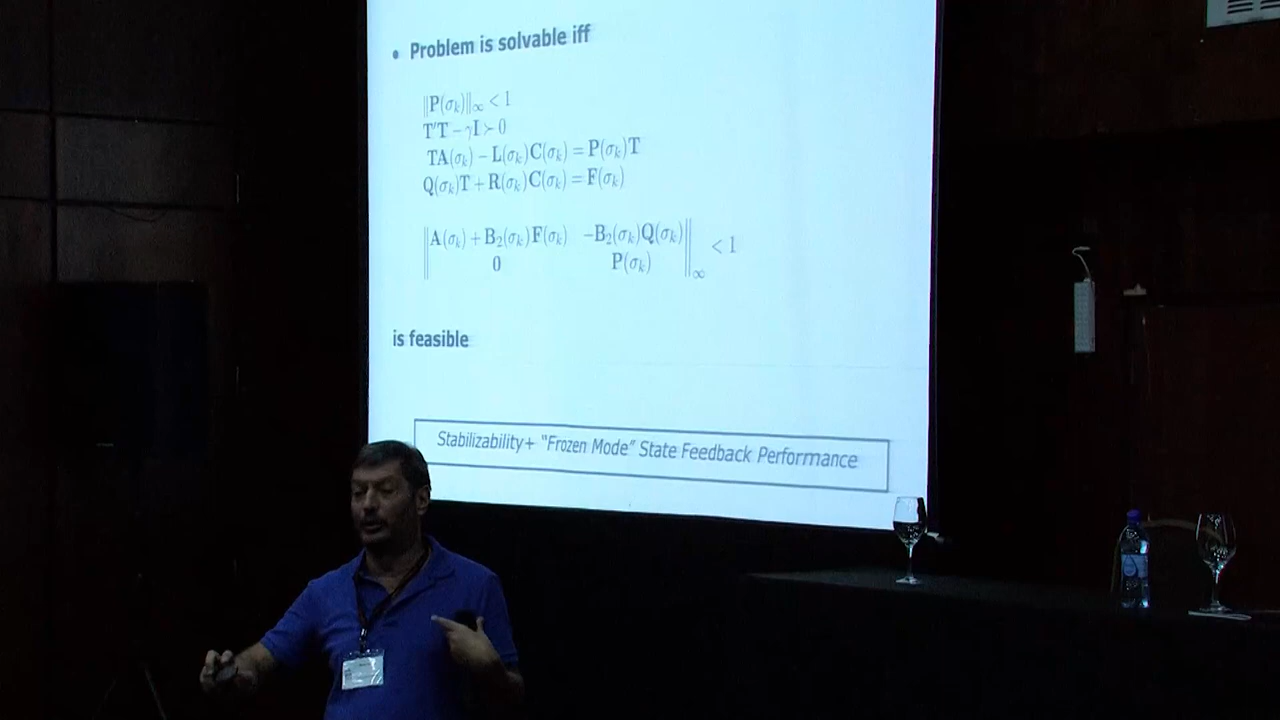 • Problem is solvable iff
‖P(σₖ)‖∞ < 1
T'T − γI ≻ 0
TA(σₖ) − L(σₖ)C(σₖ) = P(σₖ)T
Q(σₖ)T + R(σₖ)C(σₖ) = F(σₖ)
‖ A(σₖ) + B₂(σₖ)F(σₖ) −B₂(σₖ)Q(σₖ) ‖ < 1
0 P(σₖ) ∞
is feasible
Stabilizability+ "Frozen Mode" State Feedback Performance